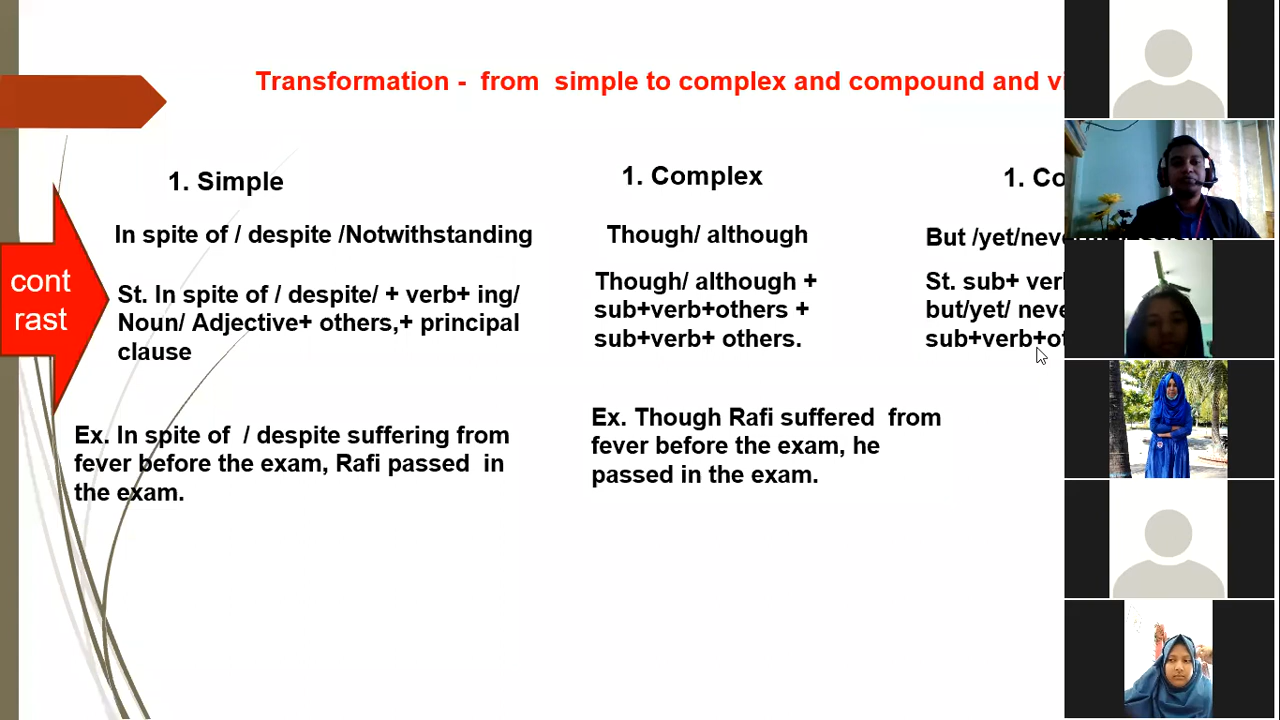 Transformation - from simple to complex and compound and
1. Simple
In spite of / despite /Notwithstanding
St. In spite of / despite/ + verb+ ing/
Noun/ Adjective+ others,+ principal
clause
Ex. In spite of / despite suffering from
fever before the exam, Rafi passed in
the exam.
cont
rast
1. Complex
Though/ although
Though/ although +
sub+verb+others +
sub+verb+ others.
Ex. Though Rafi suffered from
fever before the exam, he
passed in the exam.
1.
But /yet/
St. sub+
but/yet/